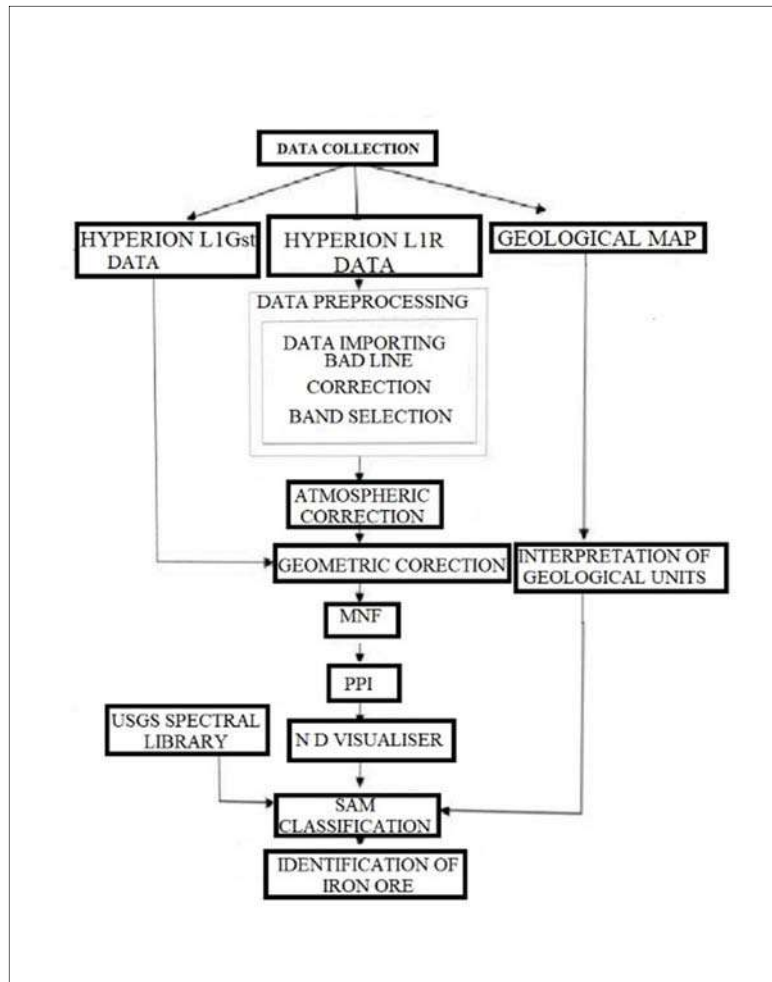 DATA COLLECTION
HYPERION L1Gst
DATA
HYPERION L1R
DATA
GEOLOGICAL MAP
DATA PREPROCESSING
DATA IMPORTING
BAD LINE
CORRECTION
BAND SELECTION
ATMOSPHERIC
CORRECTION
GEOMETRIC CORECTION
INTERPRETATION OF
GEOLOGICAL UNITS
MNF
PPI
USGS SPECTRAL
LIBRARY
N D VISUALISER
SAM
CLASSIFICATION
IDENTIFICATION OF
IRON ORE